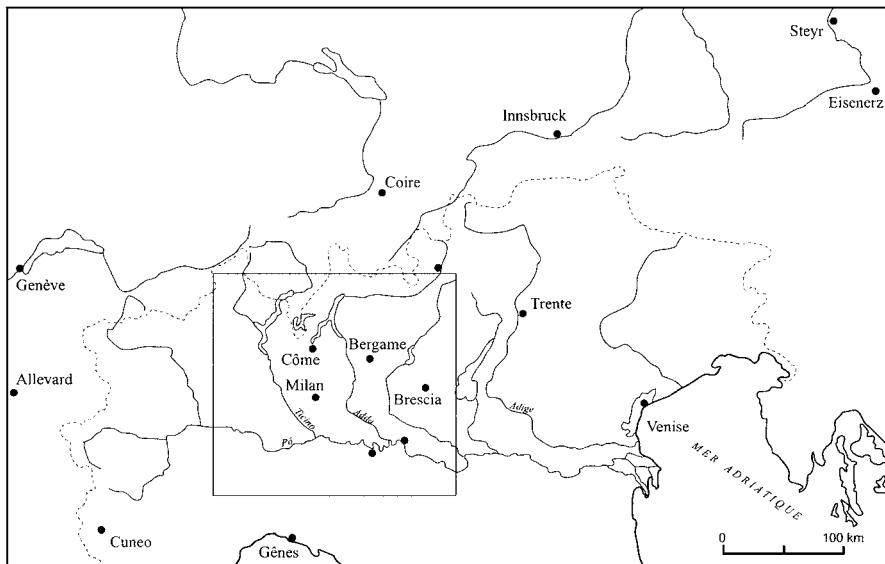 Steyr
Eisenerz
Innsbruck
Coire
Genève
Trente
Bergame
Côme
Allevard
Milan
Brescia
Ticino
Adda
Adige
Venise
Pô
MER ADRIATIQUE
Cuneo
Gênes
0 100 km